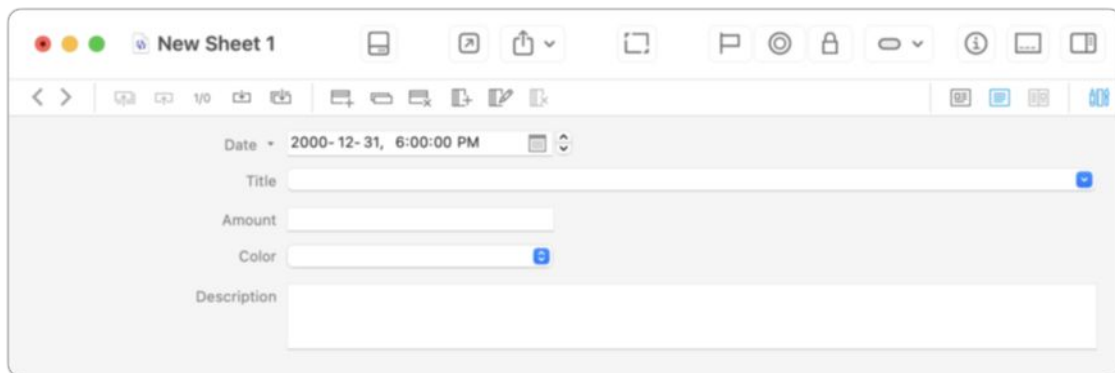 New Sheet 1
1/0
Date 2000-12-31, 6:00:00 PM
Title
Amount
Color
Description